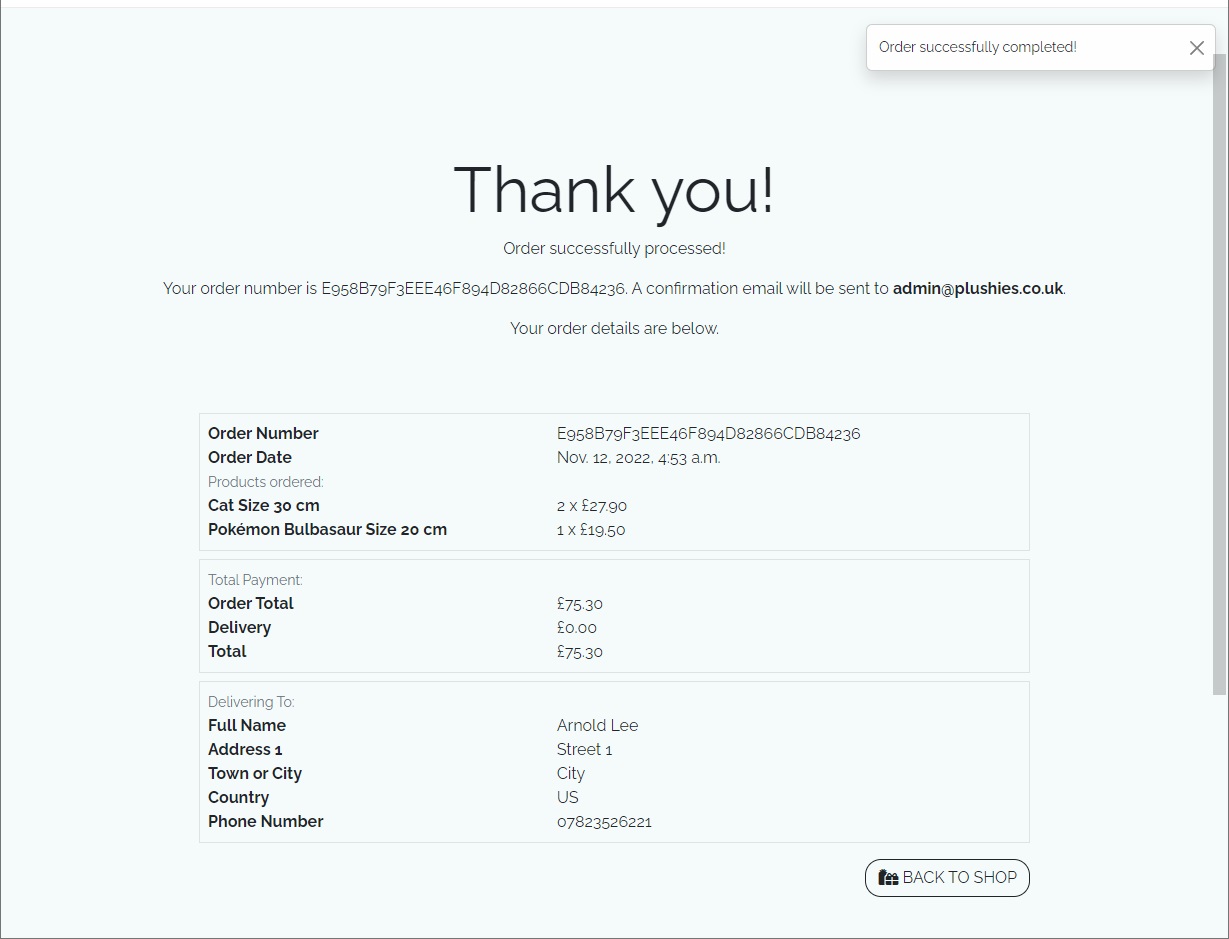 Order successfully completed!
Thank you!
Order successfully processed!
Your order number is E958B79F3EEE46F894D82866CDB84236. A confirmation email will be sent to admin@plushies.co.uk.
Your order details are below.
Order Number E958B79F3EEE46F894D82866CDB84236
Order Date Nov. 12, 2022, 4:53 a.m.
Products ordered:
Cat Size 30 cm 2 x £27.90
Pokémon Bulbasaur Size 20 cm 1 x £19.50
Total Payment:
Order Total £75.30
Delivery £0.00
Total £75.30
Delivering To:
Full Name Arnold Lee
Address 1 Street 1
Town or City City
Country US
Phone Number 07823526221
BACK TO SHOP